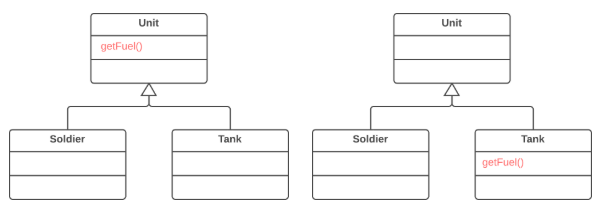 Unit
getFuel()
Soldier
Tank
Unit
Soldier
Tank
getFuel()